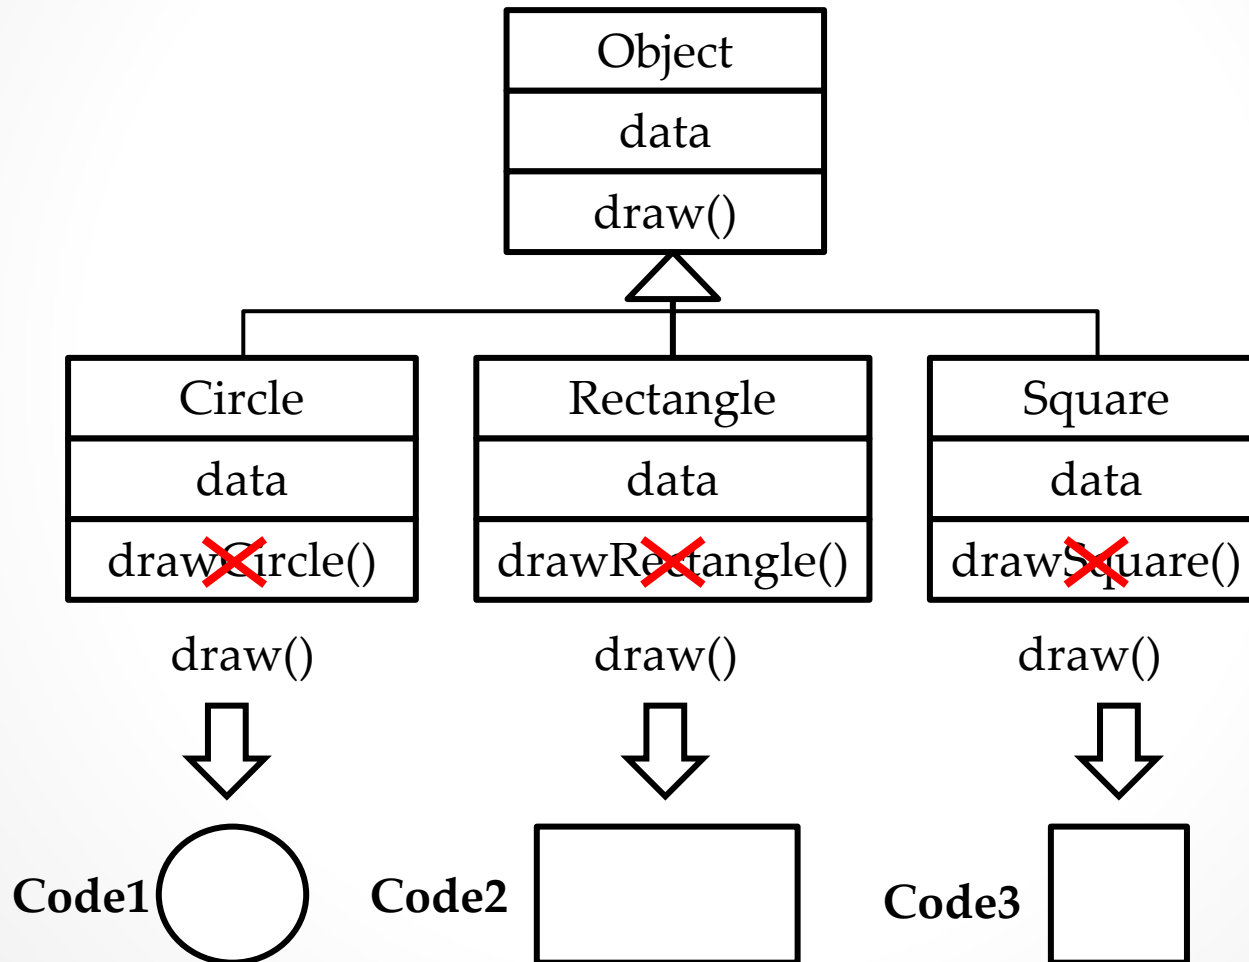 Object
data
draw()
Circle
Rectangle
Square
data
data
data
drawCircle()
drawRectangle()
drawSquare()
draw()
draw()
draw()
Code1
Code2
Code3